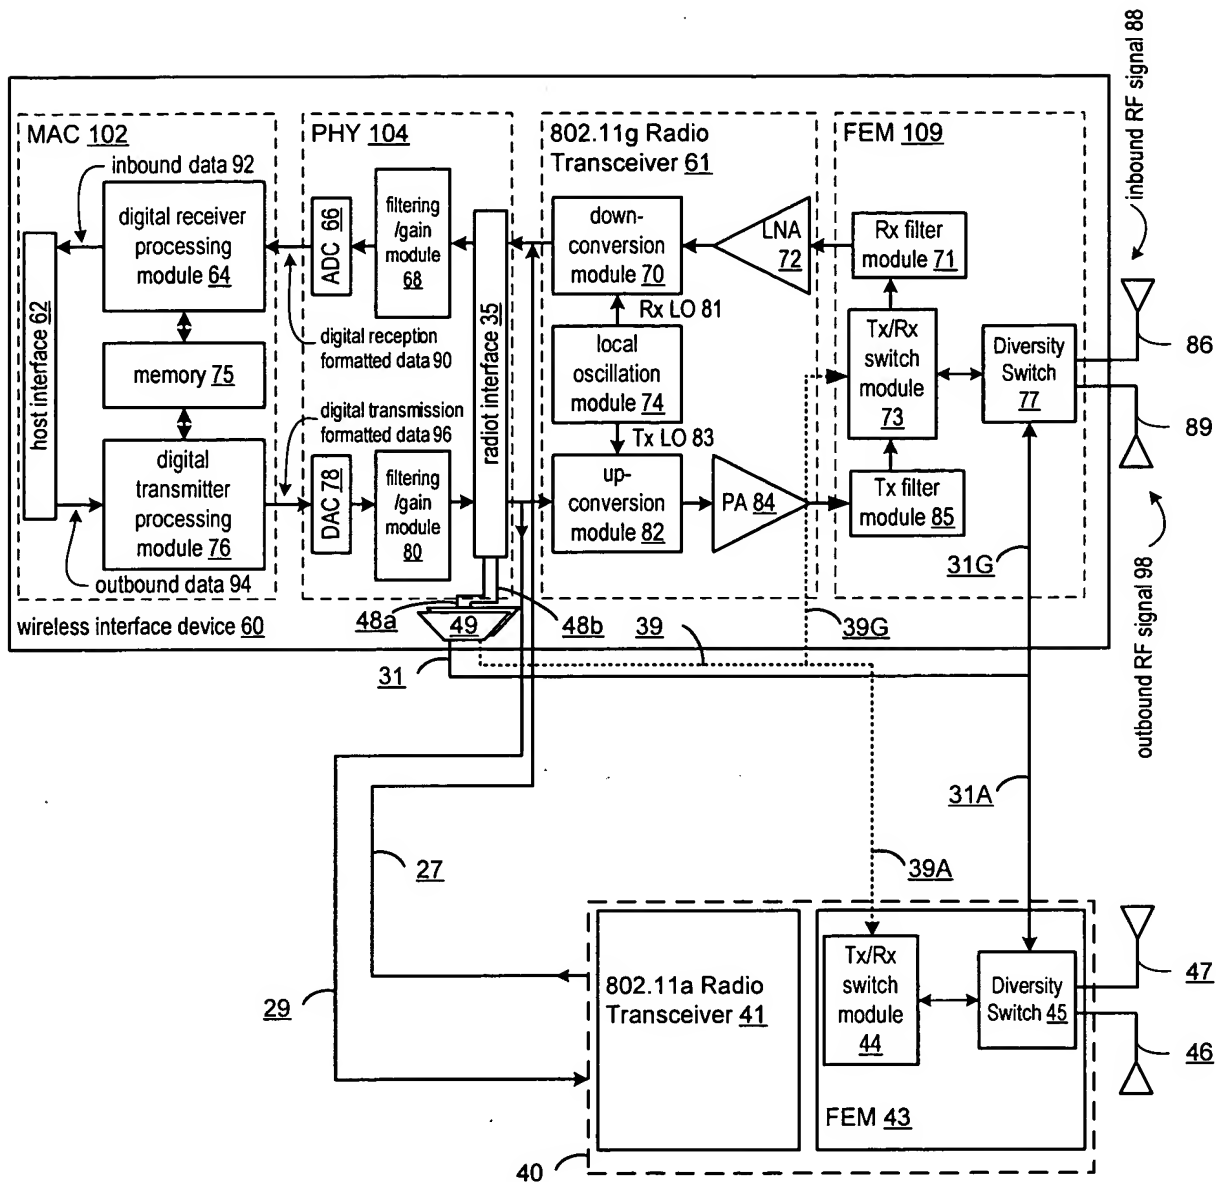 inbound RF signal 88
MAC 102
inbound data 92
digital receiver
processing
module 64
host interface 62
memory 75
digital
transmitter
processing
module 76
outbound data 94
wireless interface device 60
PHY 104
ADC 66
filtering
/gain
module
68
digital reception
formatted data 90
digital transmission
formatted data 96
DAC 78
filtering
/gain
module
80
radiot interface 35
48a
49
48b
802.11g Radio
Transceiver 61
down-
conversion
module 70
LNA
72
Rx LO 81
local
oscillation
module 74
Tx LO 83
up-
conversion
module 82
PA 84
FEM 109
Rx filter
module 71
Tx/Rx
switch
module
73
Diversity
Switch
77
Tx filter
module 85
31G
86
89
outbound RF signal 98
31
39
39G
31A
39A
27
29
802.11a Radio
Transceiver 41
Tx/Rx
switch
module
44
Diversity
Switch 45
FEM 43
47
46
40